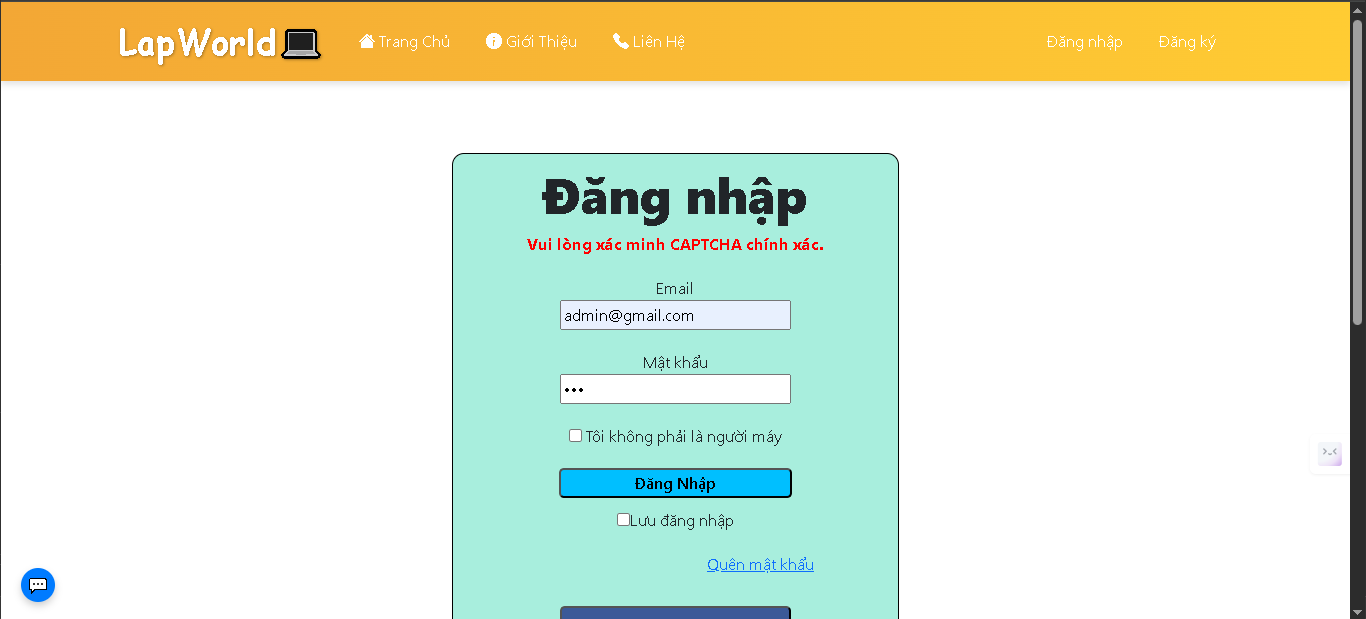 LapWorld
Trang Chủ
Giới Thiệu
Liên Hệ
Đăng nhập
Đăng ký
Đăng nhập
Vui lòng xác minh CAPTCHA chính xác.
Email
admin@gmail.com
Mật khẩu
Tôi không phải là người máy
Đăng Nhập
Lưu đăng nhập
Quên mật khẩu